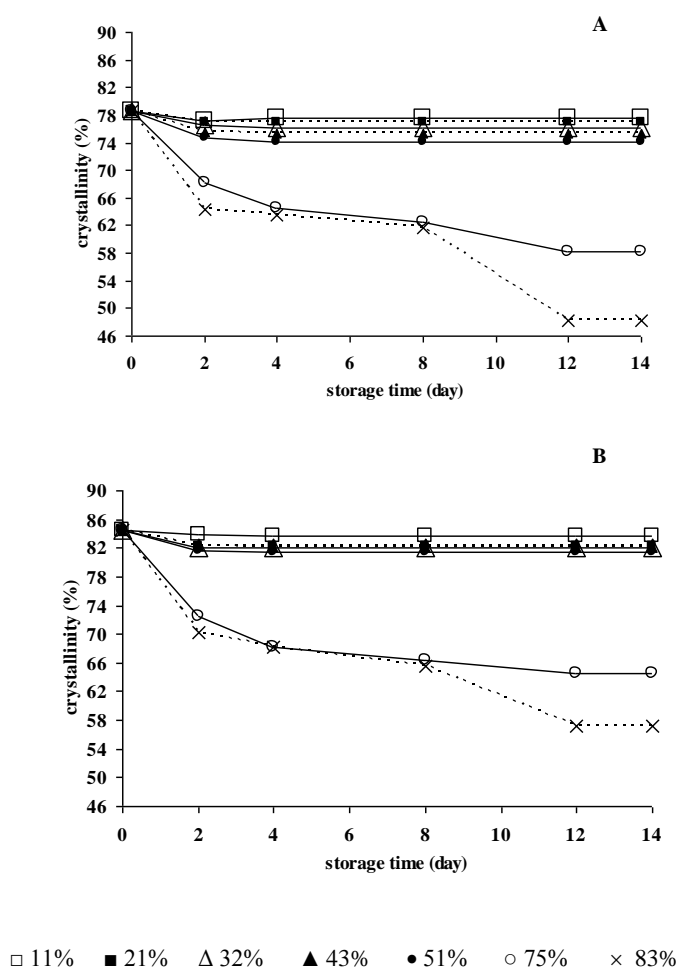 A
90
86
82
78
74
70
66
62
58
54
50
46
crystallinity (%)
0 2 4 6 8 10 12 14
storage time (day)
B
90
86
82
78
74
70
66
62
58
54
50
46
crystallinity (%)
0 2 4 6 8 10 12 14
storage time (day)
□ 11% ■ 21% Δ 32% ▲ 43% ● 51% ○ 75% × 83%